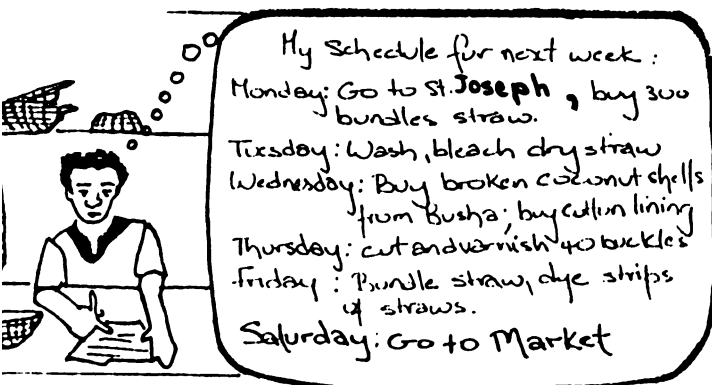 My schedule for next week:
Monday: Go to St. Joseph, buy 300
bundles straw.
Tuesday: Wash, bleach dry straw
Wednesday: Buy broken coconut shells
from Busha; buy cotton lining
Thursday: cut and varnish 40 buckles
Friday: Bundle straw, dye strips
of straws.
Saturday: Go to Market